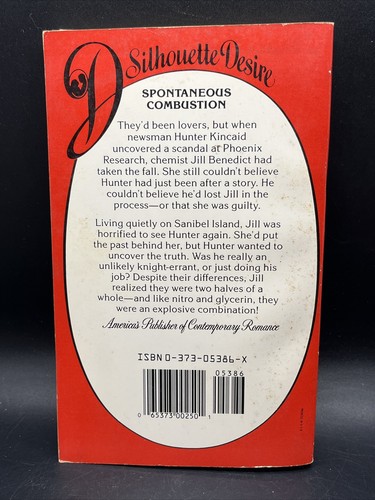 D
Silhouette Desire
SPONTANEOUS
COMBUSTION
They'd been lovers, but when
newsman Hunter Kincaid
uncovered a scandal at Phoenix
Research, chemist Jill Benedict had
taken the fall. She still couldn't believe
Hunter had just been after a story. He
couldn't believe he'd lost Jill in the
process—or that she was guilty.
Living quietly on Sanibel Island, Jill was
horrified to see Hunter again. She'd put
the past behind her, but Hunter wanted to
uncover the truth. Was he really an
unlikely knight-errant, or just doing his
job? Despite their differences, Jill
realized they were two halves of a
whole—and like nitro and glycerin, they
were an explosive combination!
America's Publisher of Contemporary Romance
ISBN 0-373-05386-X
05386
0 65373 00250 1